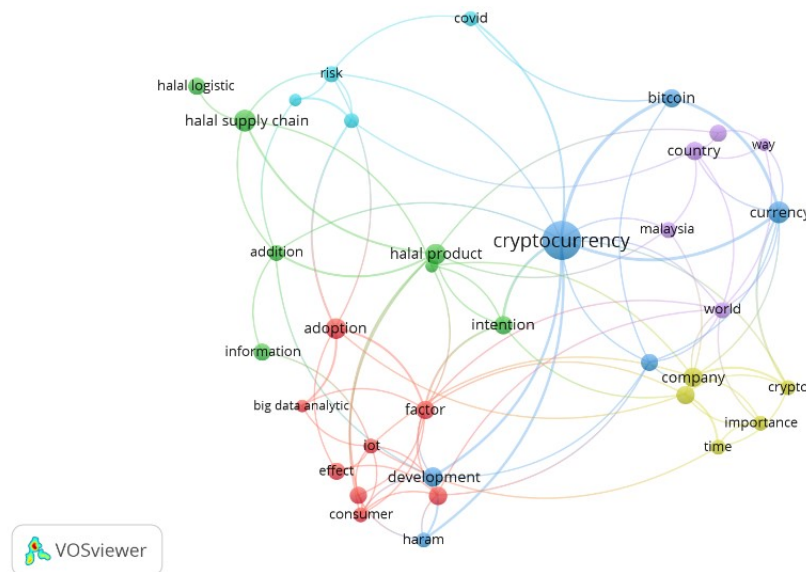 covid
risk
halal logistic
bitcoin
halal supply chain
way
country
currency
malaysia
cryptocurrency
addition
halal product
world
intention
adoption
information
company
crypto
big data analytic
factor
importance
iot
time
effect
development
consumer
haram
VOSviewer